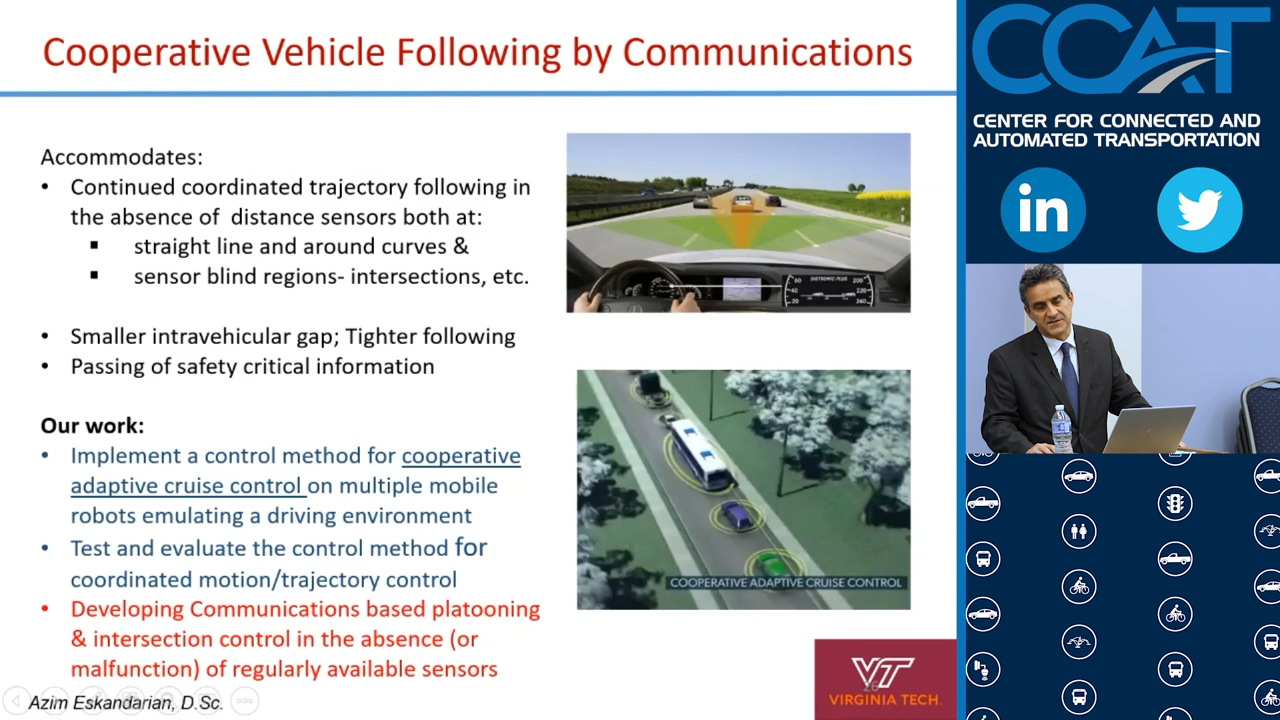 Cooperative Vehicle Following by Communications
Accommodates:
• Continued coordinated trajectory following in
the absence of distance sensors both at:
▪ straight line and around curves &
▪ sensor blind regions- intersections, etc.
• Smaller intravehicular gap; Tighter following
• Passing of safety critical information
Our work:
• Implement a control method for cooperative
adaptive cruise control on multiple mobile
robots emulating a driving environment
• Test and evaluate the control method for
coordinated motion/trajectory control
• Developing Communications based platooning
& intersection control in the absence (or
malfunction) of regularly available sensors
Azim Eskandarian, D.Sc.
DISTRONIC PLUS
COOPERATIVE ADAPTIVE CRUISE CONTROL
VT
26
VIRGINIA TECH
CCAT
CENTER FOR CONNECTED AND
AUTOMATED TRANSPORTATION
in